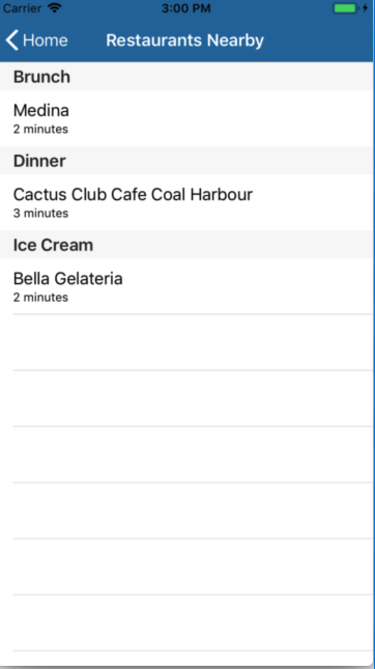 Carrier 3:00 PM
Home Restaurants Nearby
Brunch
Medina
2 minutes
Dinner
Cactus Club Cafe Coal Harbour
3 minutes
Ice Cream
Bella Gelateria
2 minutes